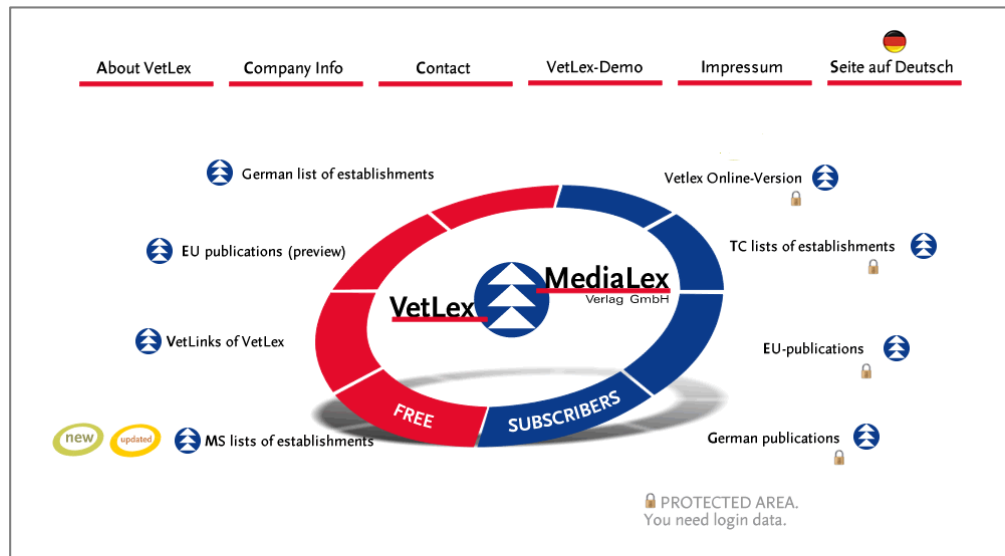 About VetLex
Company Info
Contact
VetLex-Demo
Impressum
Seite auf Deutsch
German list of establishments
Vetlex Online-Version
EU publications (preview)
TC lists of establishments
MediaLex
Verlag GmbH
VetLex
VetLinks of VetLex
EU-publications
FREE
SUBSCRIBERS
new
updated
MS lists of establishments
German publications
PROTECTED AREA.
You need login data.